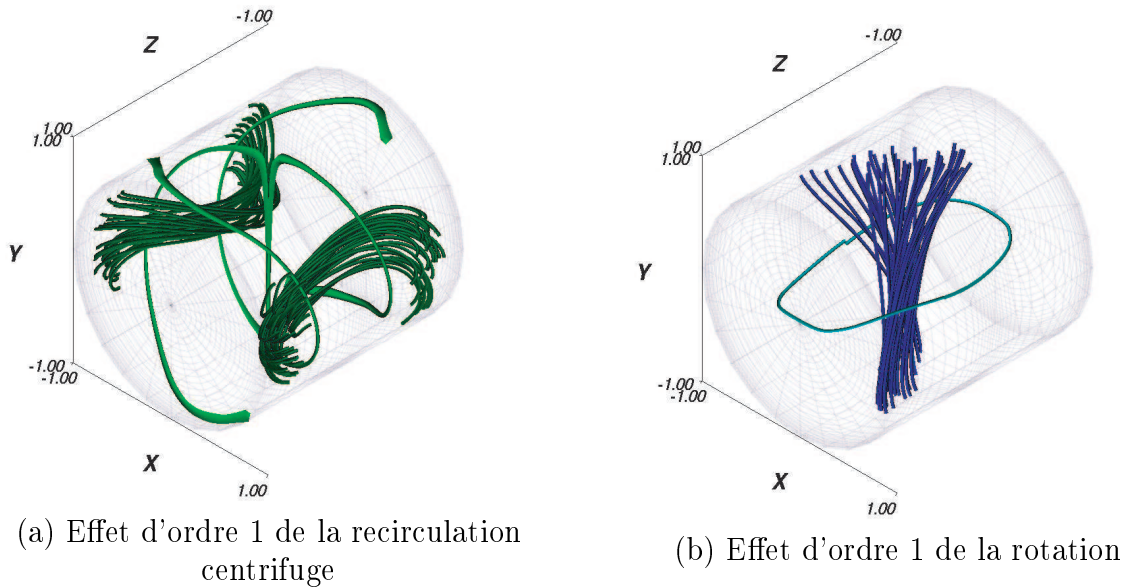 -1.00
Z
1.00
1.00
Y
-1.00
-1.00
X
1.00
(a) Effet d'ordre 1 de la recirculation
centrifuge
-1.00
Z
1.00
1.00
Y
-1.00
-1.00
X
1.00
(b) Effet d'ordre 1 de la rotation